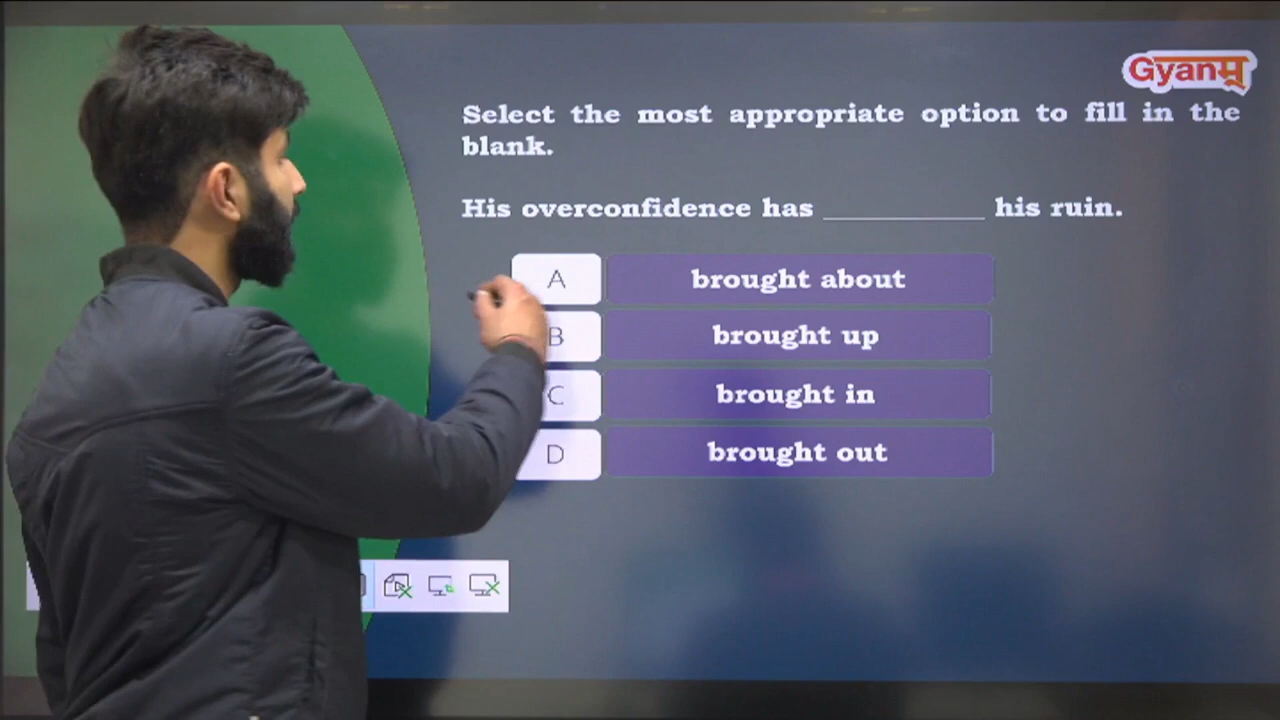 Gyanम्र
Select the most appropriate option to fill in the
blank.
His overconfidence has ____________ his ruin.
A brought about
B brought up
C brought in
D brought out